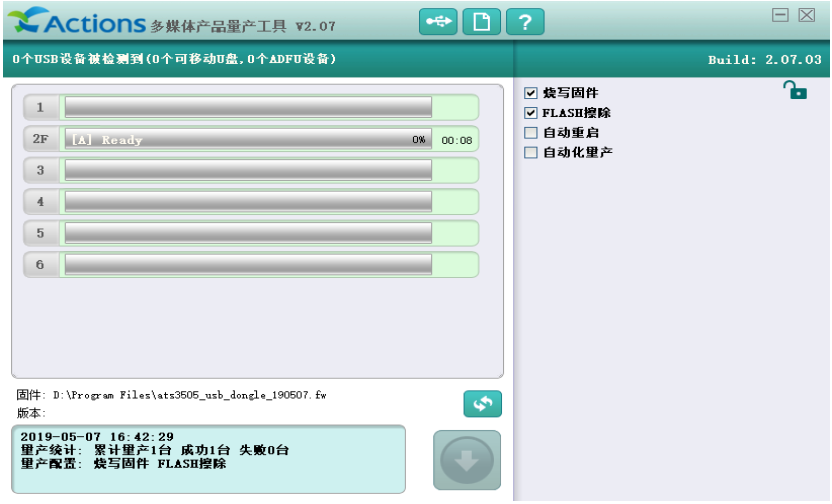 Actions 多媒体产品量产工具 V2.07
?
0个USB设备被检测到(0个可移动U盘,0个ADFU设备)
Build: 2.07.03
1
2F [A] Ready 0% 00:08
3
4
5
6
烧写固件
FLASH擦除
自动重启
自动化量产
固件: D:\Program Files\ats3505_usb_dongle_190507.fw
版本:
2019-05-07 16:42:29
量产统计: 累计量产1台 成功1台 失败0台
量产配置: 烧写固件 FLASH擦除